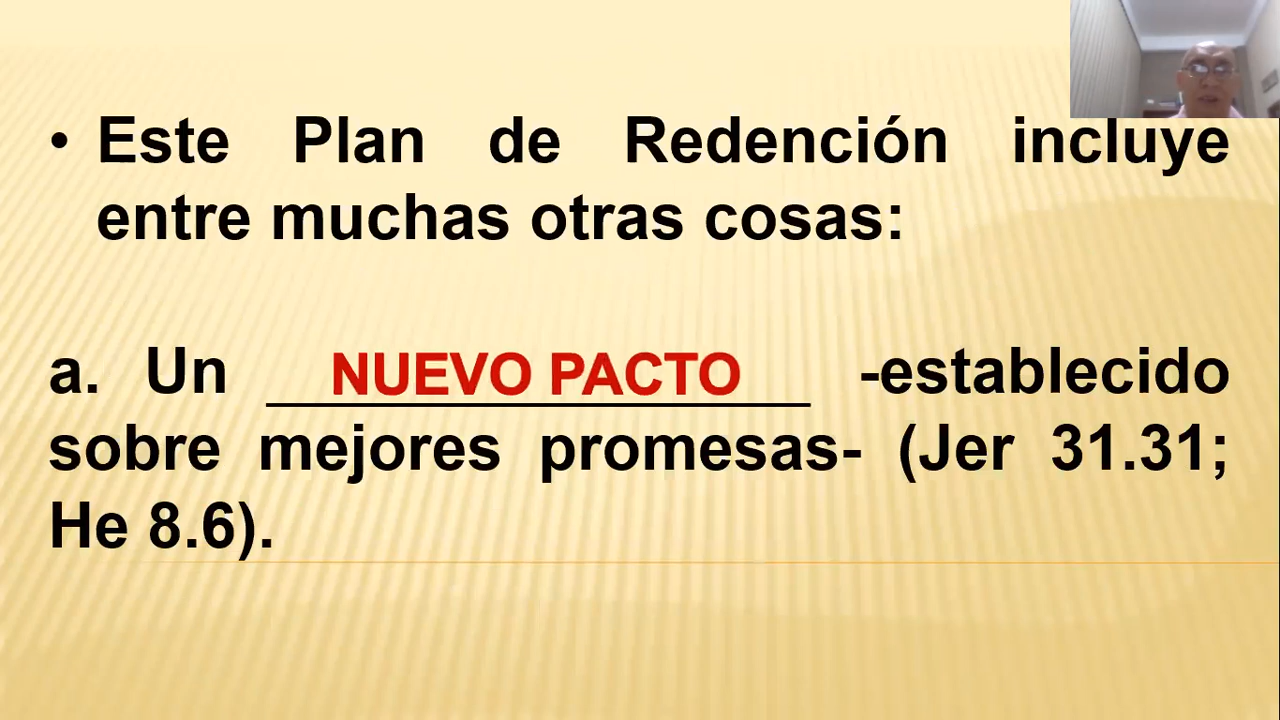 • Este Plan de Redención incluye
entre muchas otras cosas:
a. Un NUEVO PACTO -establecido
sobre mejores promesas- (Jer 31.31;
He 8.6).